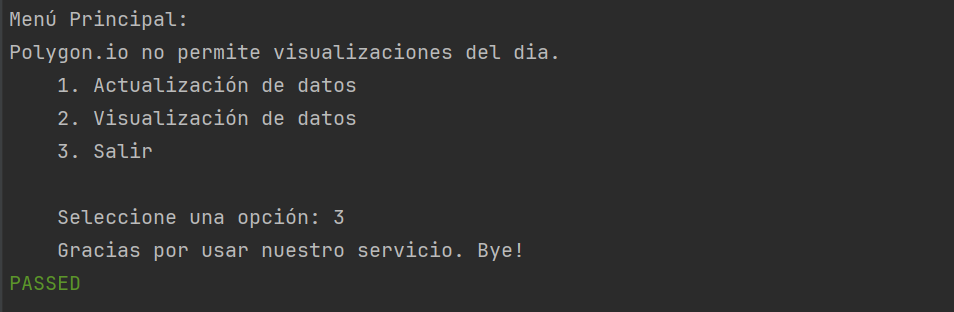 Menú Principal:
Polygon.io no permite visualizaciones del dia.
1. Actualización de datos
2. Visualización de datos
3. Salir
Seleccione una opción: 3
Gracias por usar nuestro servicio. Bye!
PASSED